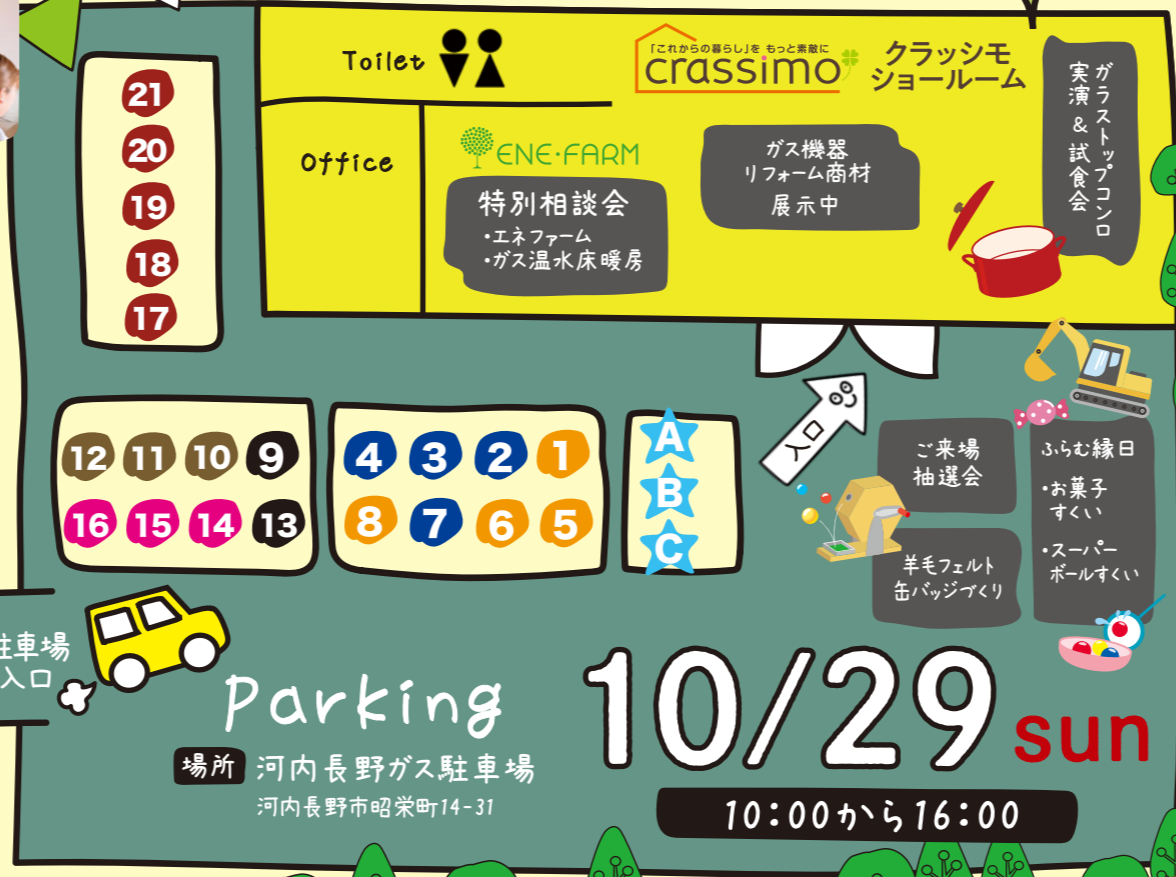 Toilet
「これからの暮らし」を もっと素敵に
crassimo
クラッシモ
ショールーム
ガラストップコンロ
実演 & 試食会
Office
ENE・FARM
特別相談会
・エネファーム
・ガス温水床暖房
ガス機器
リフォーム商材
展示中
21
20
19
18
17
12 11 10 9
16 15 14 13
4 3 2 1
8 7 6 5
A
B
C
入口
ご来場
抽選会
羊毛フェルト
缶バッジづくり
ふらむ縁日
・お菓子
すくい
・スーパー
ボールすくい
駐車場
入口
Parking
場所 河内長野ガス駐車場
河内長野市昭栄町14-31
10/29 sun
10:00から16:00